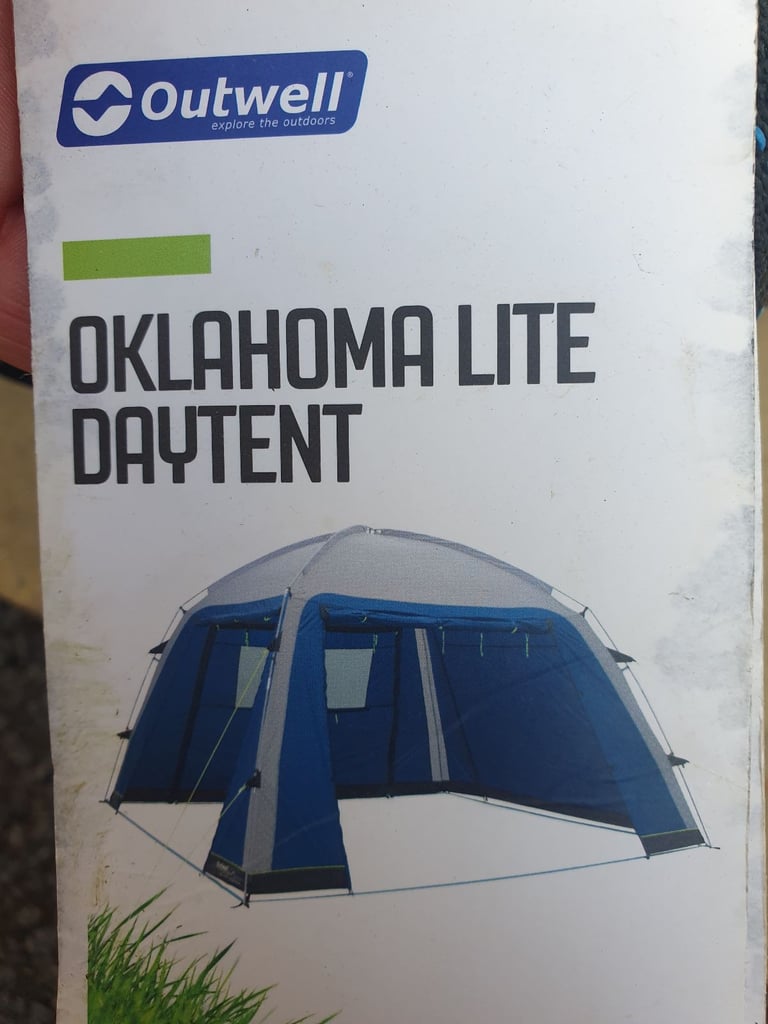 Outwell®
explore the outdoors
OKLAHOMA LITE
DAYTENT